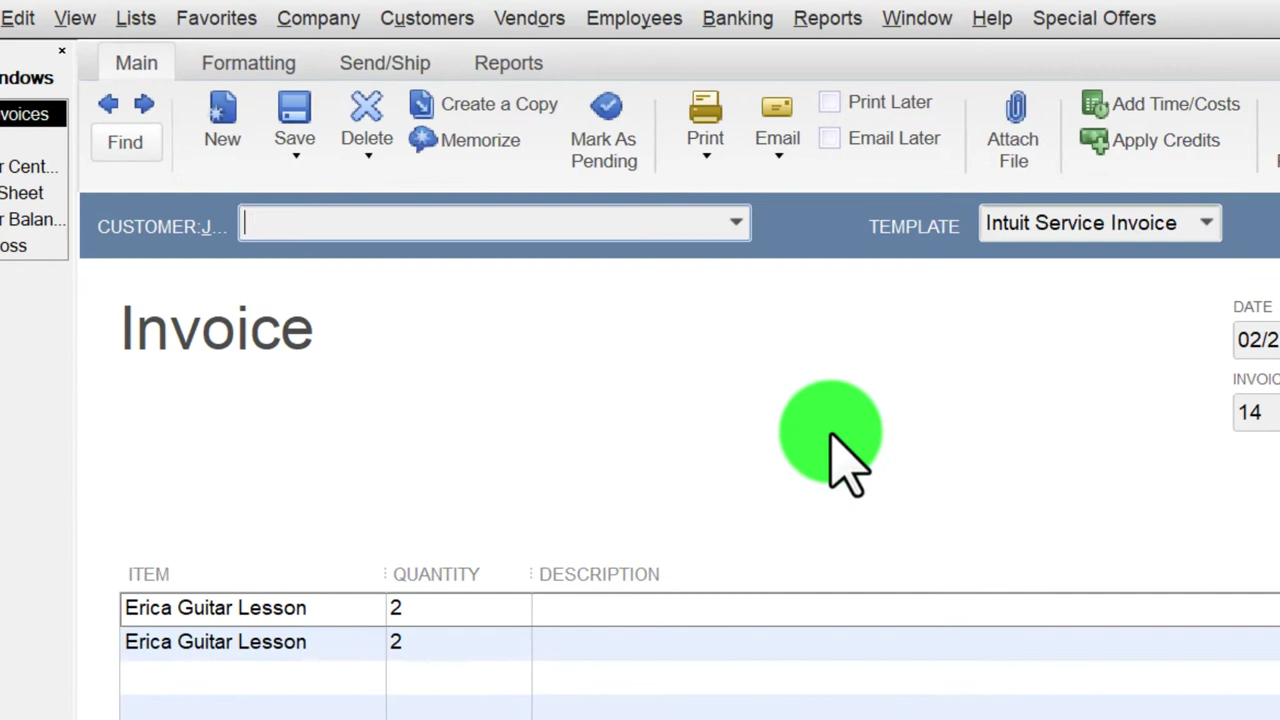 Edit View Lists Favorites Company Customers Vendors Employees Banking Reports Window Help Special Offers
×
ndows
voices
r Cent...
Sheet
r Balan...
oss
Main Formatting Send/Ship Reports
Find
New
Save
Delete
Create a Copy
Memorize
Mark As
Pending
Print
Email
Print Later
Email Later
Attach
File
Add Time/Costs
Apply Credits
CUSTOMER:J... TEMPLATE Intuit Service Invoice
Invoice
DATE
02/2
INVOIC
14
ITEM QUANTITY DESCRIPTION
Erica Guitar Lesson 2
Erica Guitar Lesson 2